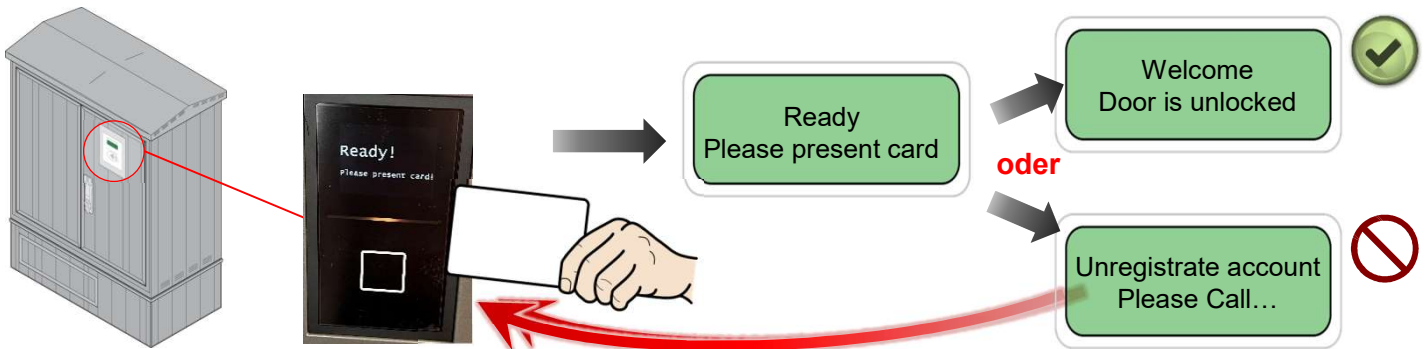 Ready!
Please present card!
Ready
Please present card
oder
Welcome
Door is unlocked
Unregistrate account
Please Call…